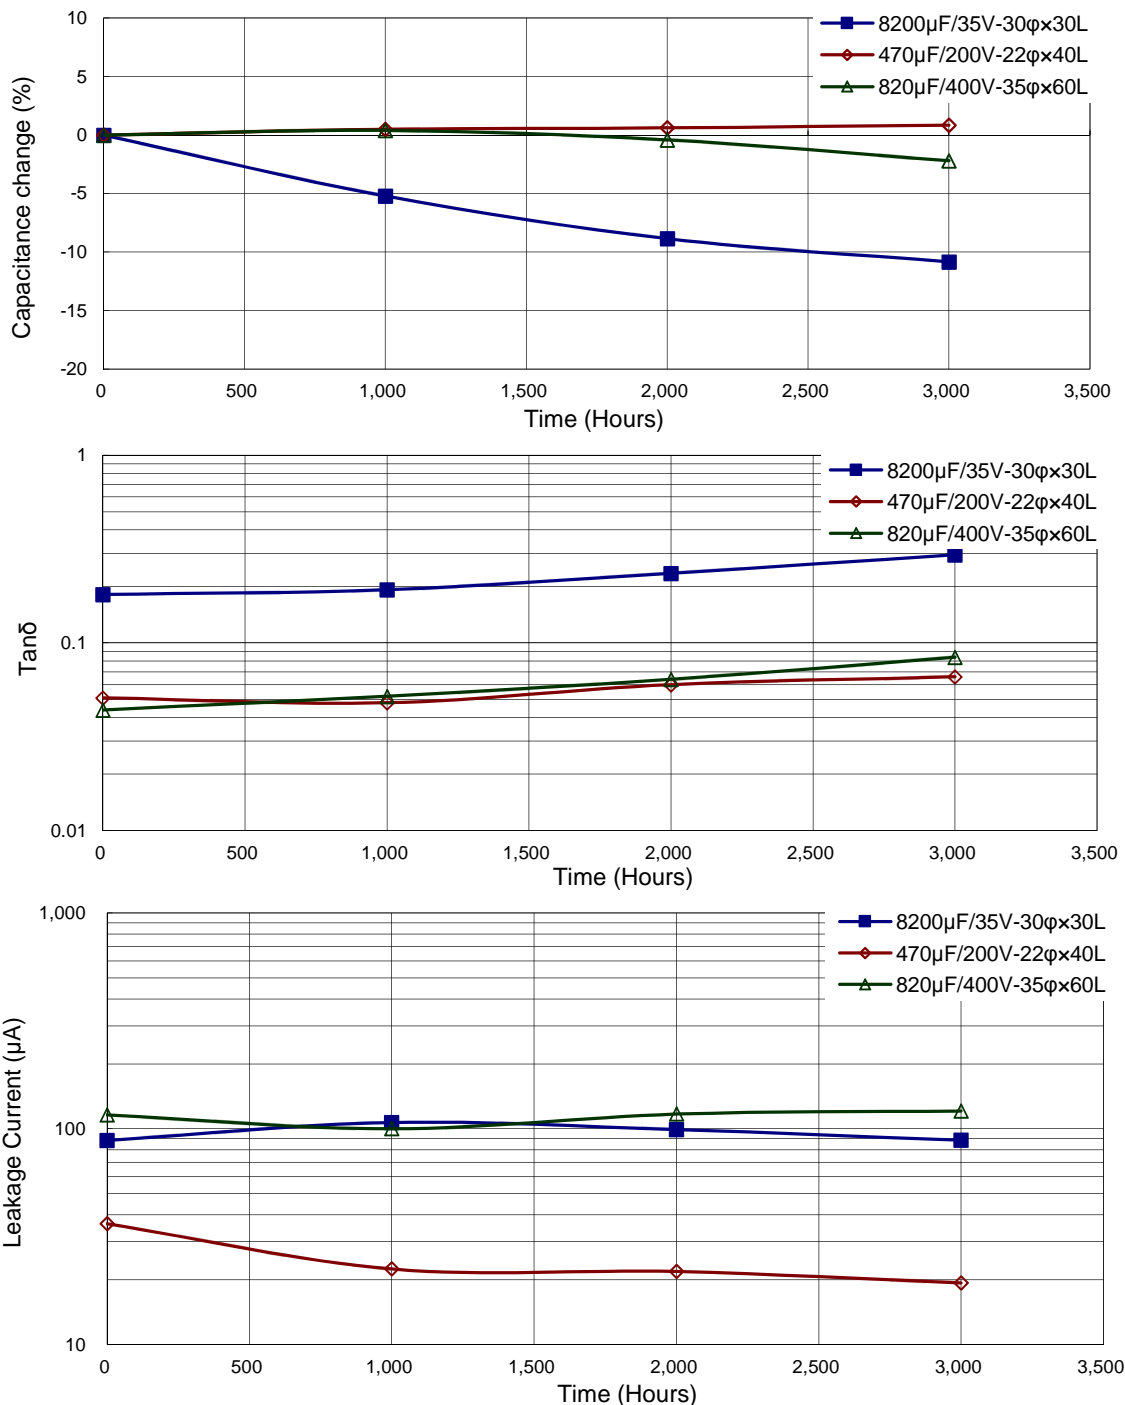 10
5
0
-5
-10
-15
-20
Capacitance change (%)
8200µF/35V-30φ×30L
470µF/200V-22φ×40L
820µF/400V-35φ×60L
0 500 1,000 1,500 2,000 2,500 3,000 3,500
Time (Hours)
1
0.1
0.01
Tanδ
8200µF/35V-30φ×30L
470µF/200V-22φ×40L
820µF/400V-35φ×60L
0 500 1,000 1,500 2,000 2,500 3,000 3,500
Time (Hours)
1,000
100
10
Leakage Current (µA)
8200µF/35V-30φ×30L
470µF/200V-22φ×40L
820µF/400V-35φ×60L
0 500 1,000 1,500 2,000 2,500 3,000 3,500
Time (Hours)